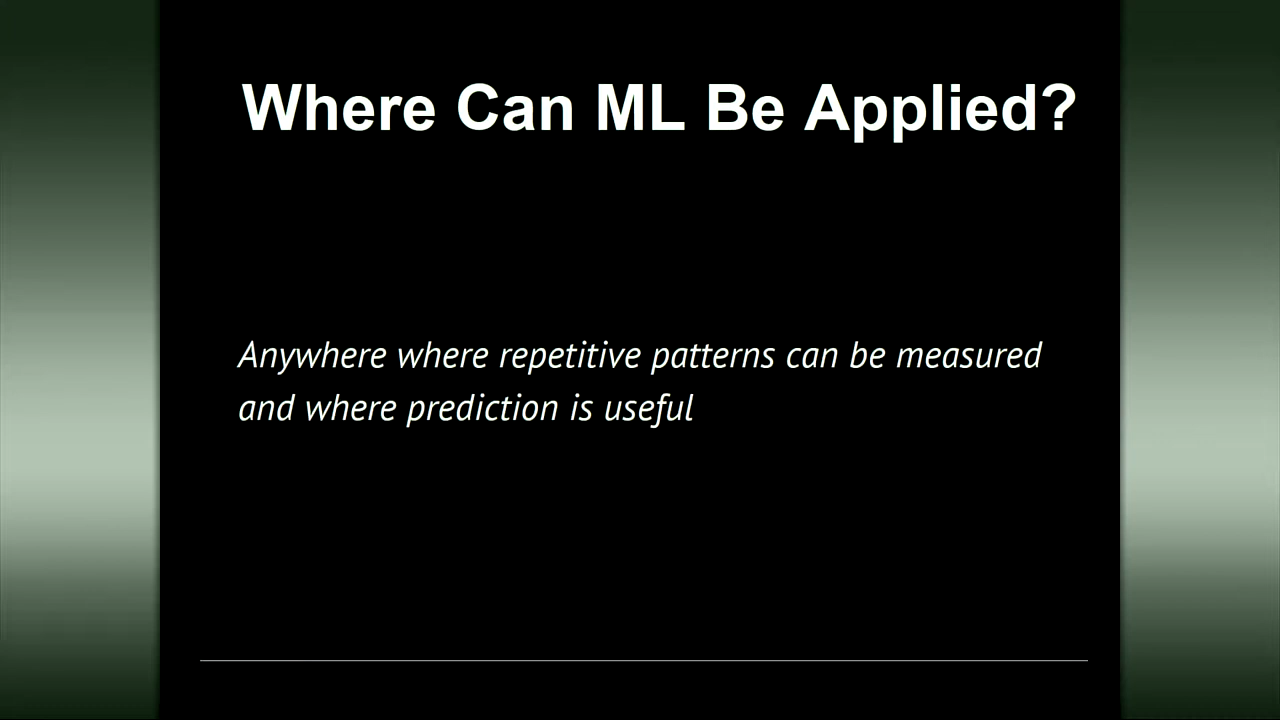 Where Can ML Be Applied?
Anywhere where repetitive patterns can be measured
and where prediction is useful